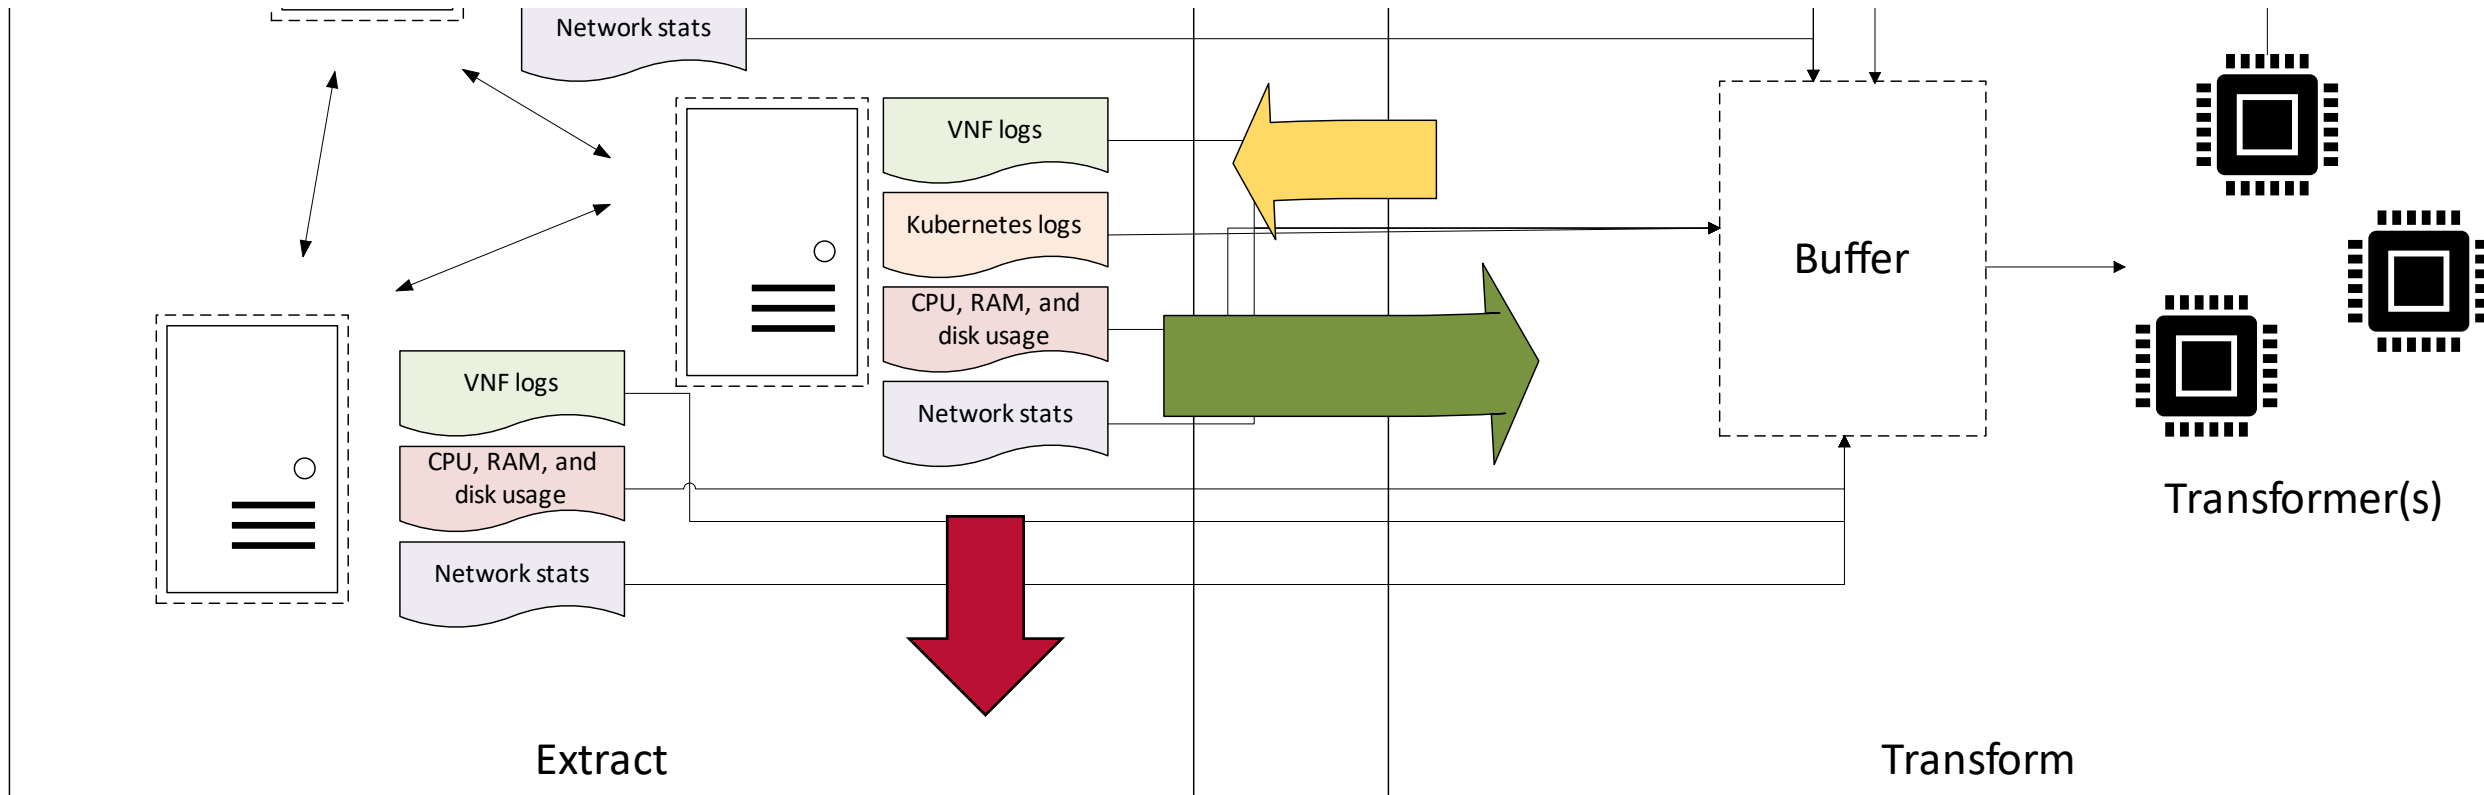 Network stats
VNF logs
Kubernetes logs
CPU, RAM, and
disk usage
Network stats
Buffer
VNF logs
CPU, RAM, and
disk usage
Network stats
Transformer(s)
Extract
Transform